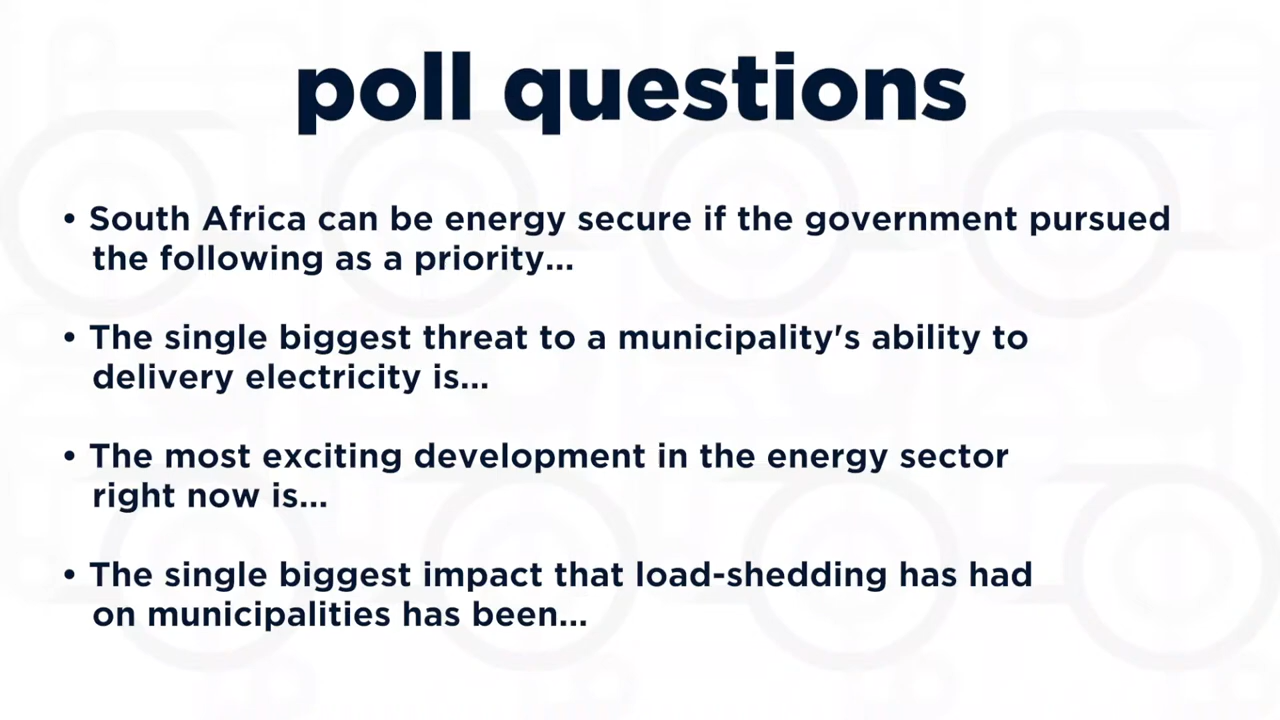 poll questions
• South Africa can be energy secure if the government pursued
the following as a priority...
• The single biggest threat to a municipality's ability to
delivery electricity is...
• The most exciting development in the energy sector
right now is...
• The single biggest impact that load-shedding has had
on municipalities has been...